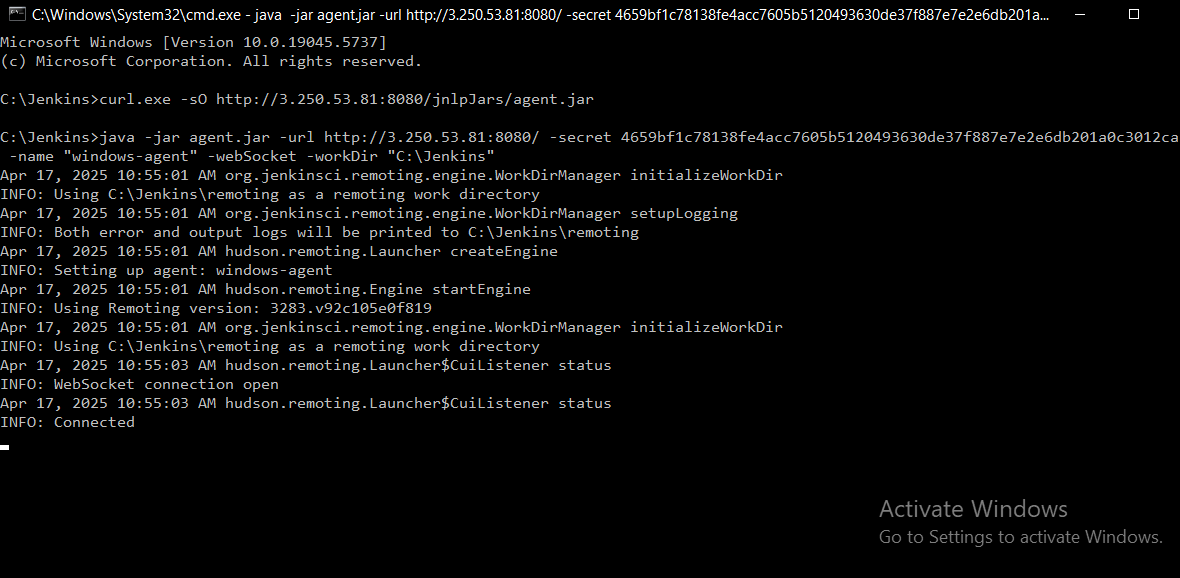 C:\Windows\System32\cmd.exe - java -jar agent.jar -url http://3.250.53.81:8080/ -secret 4659bf1c78138fe4acc7605b5120493630de37f887e7e2e6db201a...
Microsoft Windows [Version 10.0.19045.5737]
(c) Microsoft Corporation. All rights reserved.
C:\Jenkins>curl.exe -sO http://3.250.53.81:8080/jnlpJars/agent.jar
C:\Jenkins>java -jar agent.jar -url http://3.250.53.81:8080/ -secret 4659bf1c78138fe4acc7605b5120493630de37f887e7e2e6db201a0c3012ca
-name "windows-agent" -webSocket -workDir "C:\Jenkins"
Apr 17, 2025 10:55:01 AM org.jenkinsci.remoting.engine.WorkDirManager initializeWorkDir
INFO: Using C:\Jenkins\remoting as a remoting work directory
Apr 17, 2025 10:55:01 AM org.jenkinsci.remoting.engine.WorkDirManager setupLogging
INFO: Both error and output logs will be printed to C:\Jenkins\remoting
Apr 17, 2025 10:55:01 AM hudson.remoting.Launcher createEngine
INFO: Setting up agent: windows-agent
Apr 17, 2025 10:55:01 AM hudson.remoting.Engine startEngine
INFO: Using Remoting version: 3283.v92c105e0f819
Apr 17, 2025 10:55:01 AM org.jenkinsci.remoting.engine.WorkDirManager initializeWorkDir
INFO: Using C:\Jenkins\remoting as a remoting work directory
Apr 17, 2025 10:55:03 AM hudson.remoting.Launcher$CuiListener status
INFO: WebSocket connection open
Apr 17, 2025 10:55:03 AM hudson.remoting.Launcher$CuiListener status
INFO: Connected
Activate Windows
Go to Settings to activate Windows.